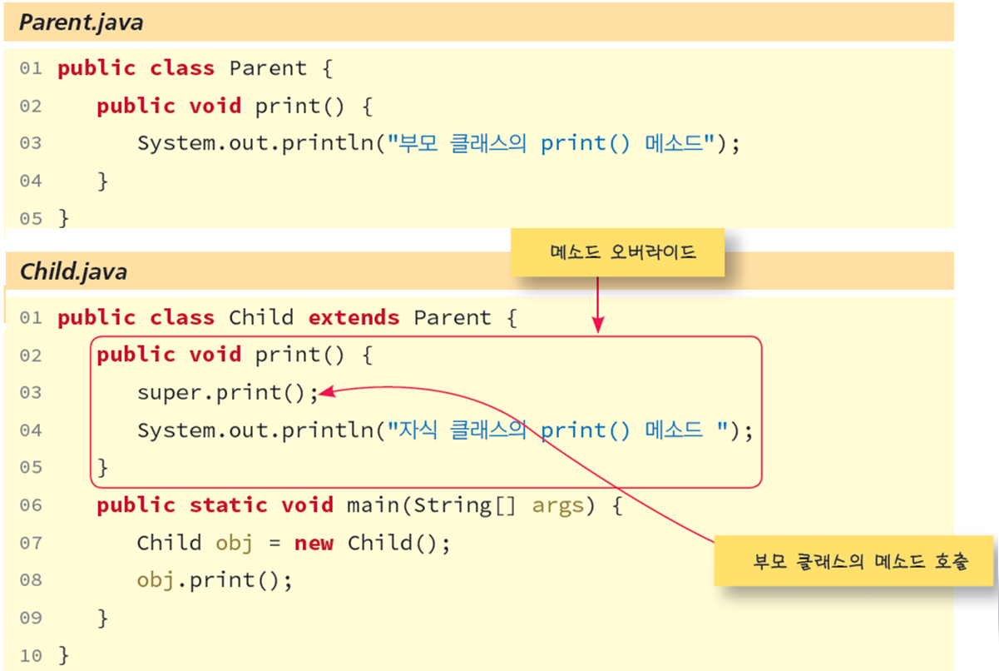 Parent.java
01 public class Parent {
02 public void print() {
03 System.out.println("부모 클래스의 print() 메소드");
04 }
05 }
메소드 오버라이드
Child.java
01 public class Child extends Parent {
02 public void print() {
03 super.print();
04 System.out.println("자식 클래스의 print() 메소드 ");
05 }
06 public static void main(String[] args) {
07 Child obj = new Child();
08 obj.print();
09 }
10 }
부모 클래스의 메소드 호출